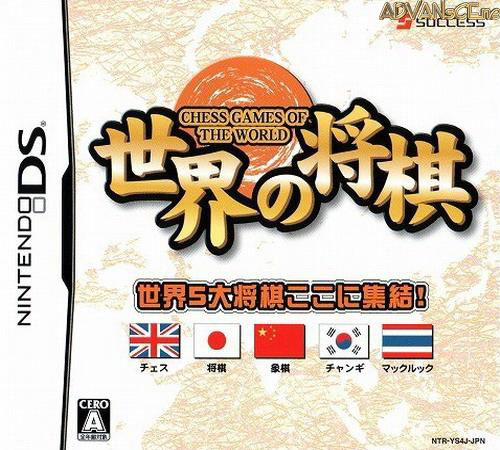 ADVANsCEne
SUCCESS
CHESS GAMES OF
THE WORLD
世界の将棋
NINTENDO DS
世界5大将棋ここに集結!
チェス
将棋
象棋
チャンギ
マックルック
CERO
A
全年齢対象
NTR-YS4J-JPN